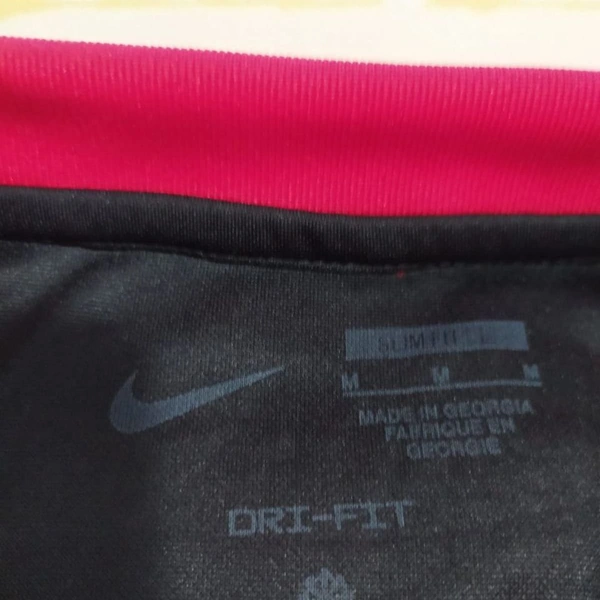 SLIM FIT
M M M
MADE IN GEORGIA
FABRIQUE EN
GEORGIE
DRI-FIT